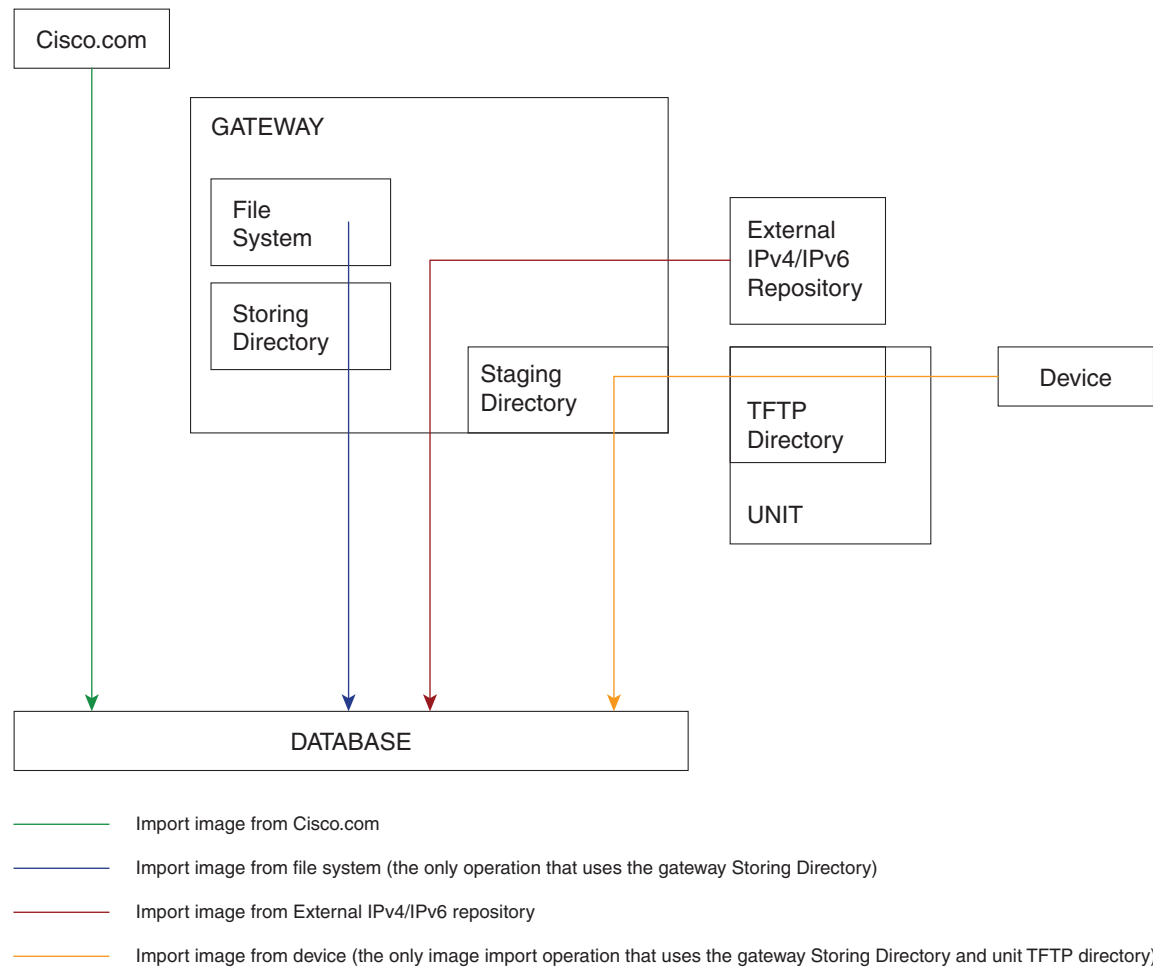 Cisco.com
GATEWAY
File
System
Storing
Directory
Staging
Directory
External
IPv4/IPv6
Repository
TFTP
Directory
UNIT
Device
DATABASE
Import image from Cisco.com
Import image from file system (the only operation that uses the gateway Storing Directory)
Import image from External IPv4/IPv6 repository
Import image from device (the only image import operation that uses the gateway Storing Directory and unit TFTP directory)